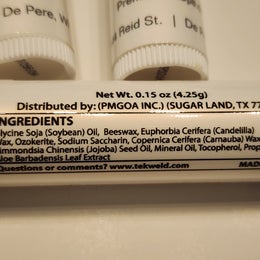 De Pere, W
Reid St. | De P
Net Wt. 0.15 oz (4.25g)
Distributed by: (PMGOA INC.) (SUGAR LAND, TX 77
INGREDIENTS
lycine Soja (Soybean) Oil, Beeswax, Euphorbia Cerifera (Candelilla)
Wax, Ozokerite, Sodium Saccharin, Copernica Cerifera (Carnauba) Wax
immondsia Chinensis (Jojoba) Seed Oil, Mineral Oil, Tocopherol, Prop
loe Barbadensis Leaf Extract
Questions or comments? www.tekweld.com MADE